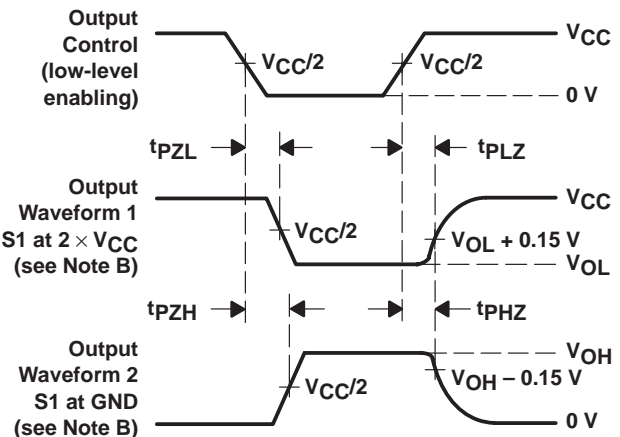 Output
Control
(low-level
enabling)
VCC/2
VCC/2
VCC
0 V
tPZL
tPLZ
Output
Waveform 1
S1 at 2 × VCC
(see Note B)
VCC/2
VCC
VOL + 0.15 V
VOL
tPZH
tPHZ
Output
Waveform 2
S1 at GND
(see Note B)
VCC/2
VOH
VOH – 0.15 V
0 V